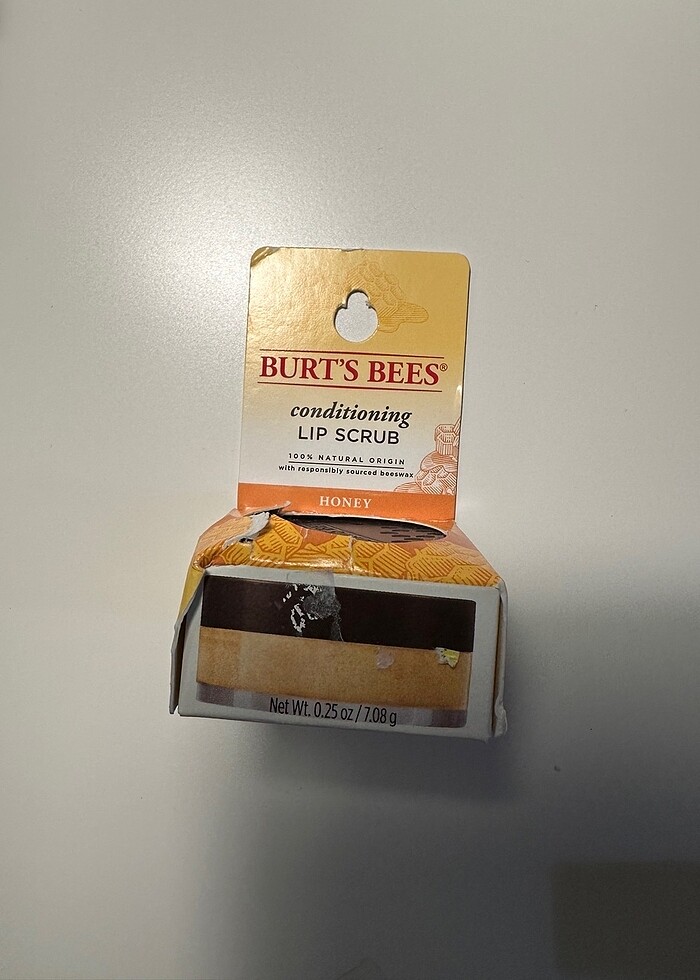 BURT'S BEES®
conditioning
LIP SCRUB
100% NATURAL ORIGIN
with responsibly sourced beeswax
HONEY
Net Wt. 0.25 oz / 7.08 g